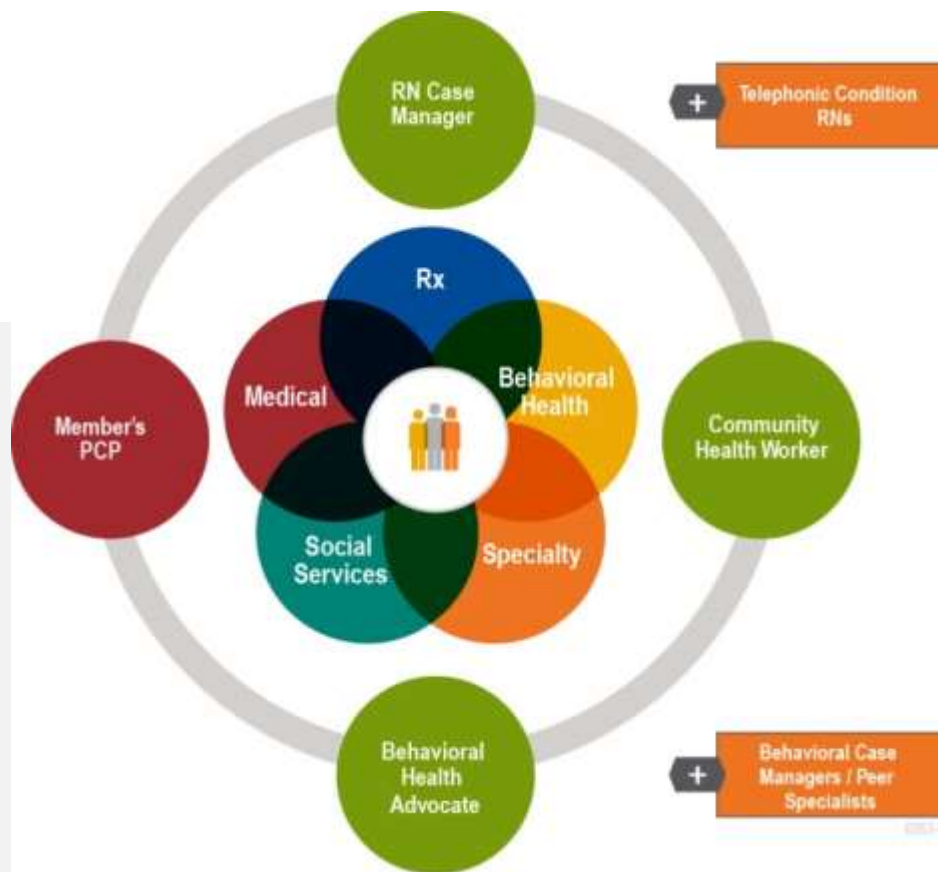 RN Case
Manager
+
Telephonic Condition
RNs
Rx
Medical
Behavioral
Health
Member's
PCP
Community
Health Worker
Social
Services
Specialty
Behavioral
Health
Advocate
+
Behavioral Case
Managers / Peer
Specialists